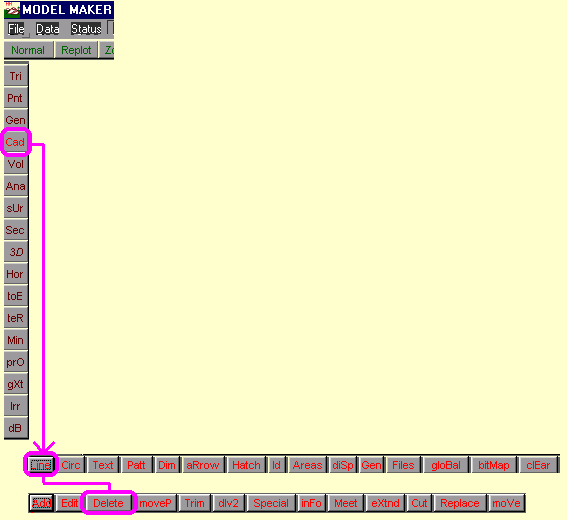 MODEL MAKER
File Data Status
Normal Replot Zo
Tri
Pnt
Gen
Cad
Vol
Ana
sUr
Sec
3D
Hor
toE
teR
Min
prO
gXt
Irr
dB
Line Circ Text Patt Dim aRrow Hatch Id Areas diSp Gen Files gloBal bitMap clEar
Edit Delete moveP Trim dIv2 Special inFo Meet eXtnd Cut Replace moVe